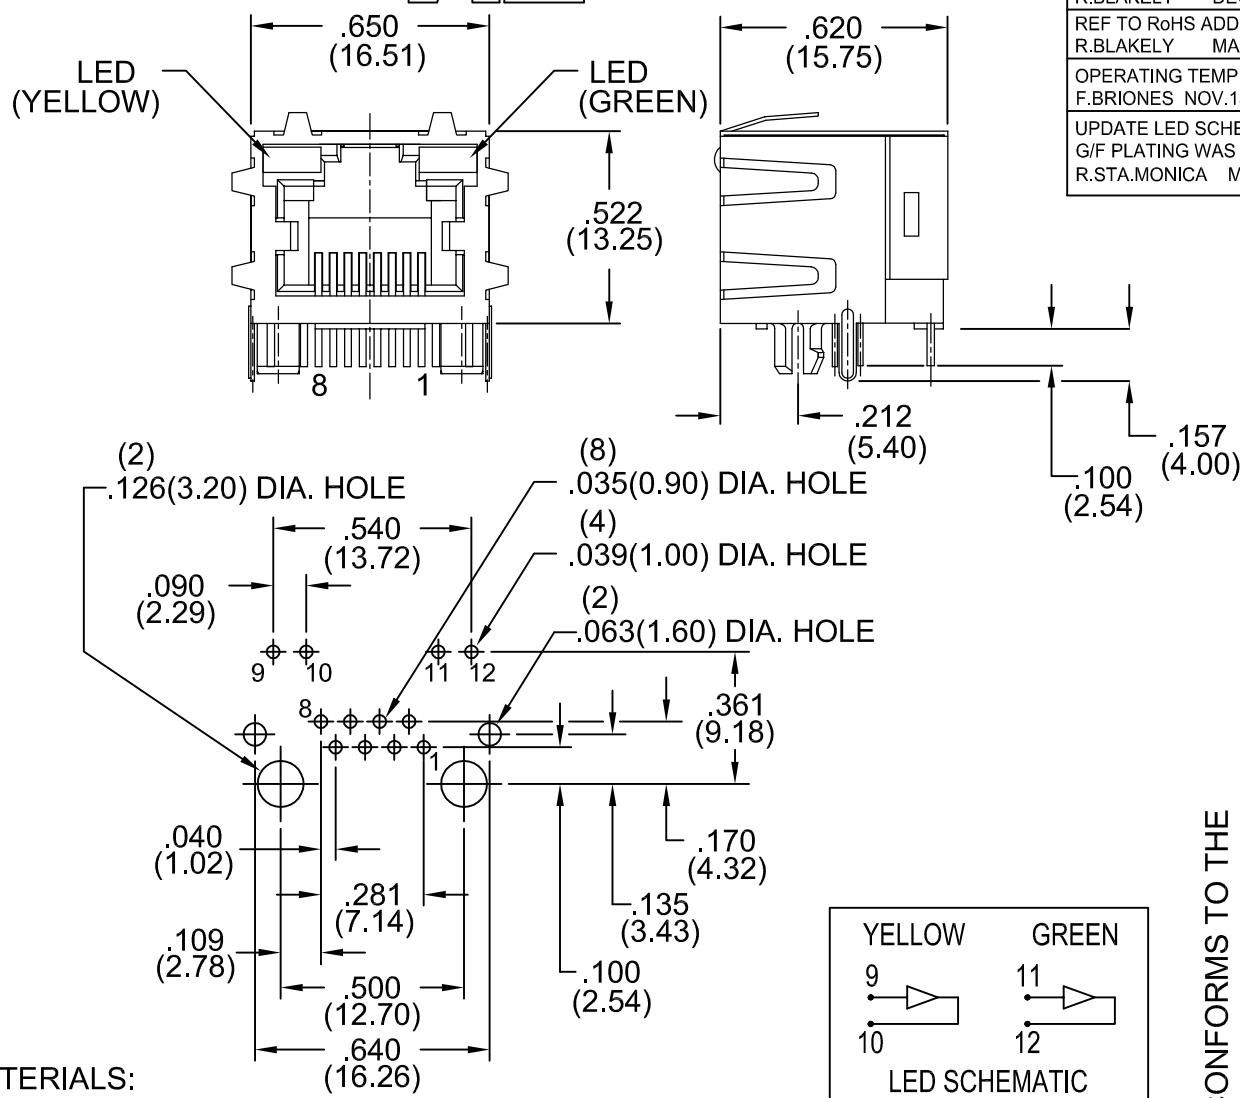 R.BLAKELY
REF TO RoHS ADD
R.BLAKELY MA
OPERATING TEMP
F.BRIONES NOV.1
UPDATE LED SCHE
G/F PLATING WAS
R.STA.MONICA M
.650
(16.51)
.620
(15.75)
LED
(YELLOW)
LED
(GREEN)
.522
(13.25)
8 1
.212
(5.40)
.157
(4.00)
.100
(2.54)
(2)
.126(3.20) DIA. HOLE
(8)
.035(0.90) DIA. HOLE
.540
(13.72)
(4)
.039(1.00) DIA. HOLE
.090
(2.29)
(2)
.063(1.60) DIA. HOLE
9 10 11 12
8
1
.361
(9.18)
.040
(1.02)
.170
(4.32)
.281
(7.14)
.135
(3.43)
.109
(2.78)
.100
(2.54)
.500
(12.70)
.640
(16.26)
TERIALS:
YELLOW GREEN
9 11
10 12
LED SCHEMATIC
CONFORMS TO THE